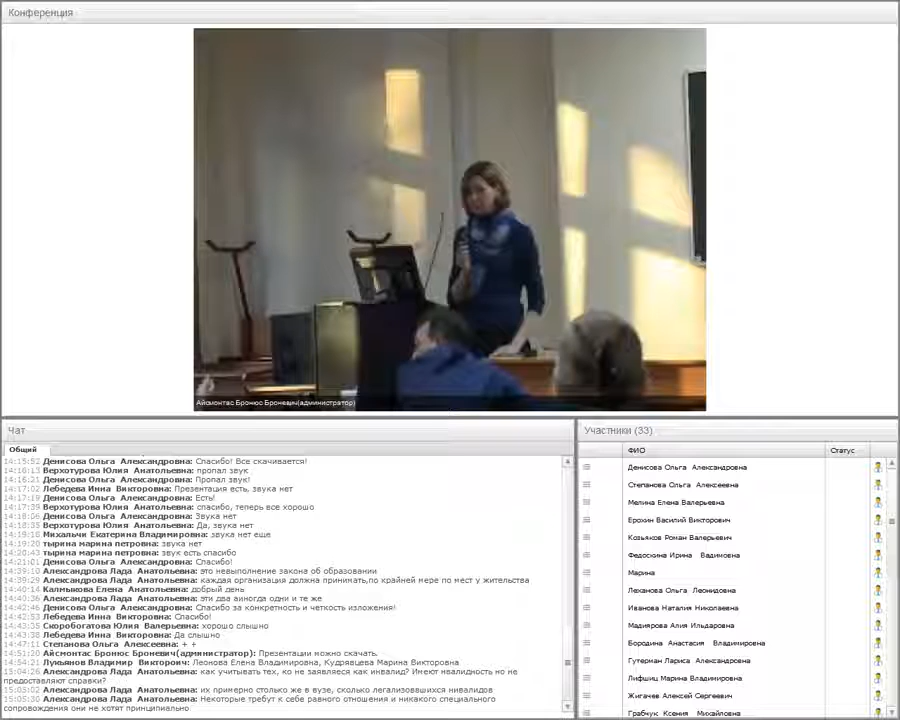 Конференция
Айсмонтас Бронюс Броневич(администратор)
Чат
Общий
14:15:52 Денисова Ольга Александровна: Спасибо! Все скачивается!
14:16:13 Верхотурова Юлия Анатольевна: пропал звук
14:16:21 Денисова Ольга Александровна: Пропал звук!
14:17:02 Лебедева Инна Викторовна: Презентация есть, звука нет
14:17:19 Денисова Ольга Александровна: Есть!
14:17:39 Верхотурова Юлия Анатольевна: спасибо, теперь все хорошо
14:18:06 Денисова Ольга Александровна: Звука нет
14:18:35 Верхотурова Юлия Анатольевна: Да, звука нет
14:19:18 Михальчи Екатерина Владимировна: звука нет еще
14:19:20 тырина марина петровна: звука нет
14:20:43 тырина марина петровна: звук есть спасибо
14:21:01 Денисова Ольга Александровна: Спасибо!
14:39:10 Александрова Лада Анатольевна: это невыполнение закона об образовании
14:39:29 Александрова Лада Анатольевна: каждая организация должна принимать,по крайней мере по мест у жительства
14:40:14 Калмыкова Елена Анатольевна: добрый день
14:40:36 Александрова Лада Анатольевна: эти два вуза иногда одни и те же
14:42:46 Денисова Ольга Александровна: Спасибо за конкретность и четкость изложения!
14:42:53 Лебедева Инна Викторовна: Спасибо!
14:43:35 Скоробогатова Юлия Валерьевна: хорошо слышно
14:43:38 Лебедева Инна Викторовна: Да слышно
14:47:11 Степанова Ольга Алексеевна: + +
14:51:20 Айсмонтас Бронюс Броневич(администратор): Презентации можно скачать.
14:54:21 Лукьянов Владимир Викторович: Леонова Елена Владимировна, Кудрявцева Марина Викторовна
15:04:26 Александрова Лада Анатольевна: как учитывать тех, ко не заявляеся как инвалид? Имеют нвалидность но не
предоставляют справки?
15:05:02 Александрова Лада Анатольевна: их примерно столько же в вузе, сколько легализовавшихся нивалидов
15:05:30 Александрова Лада Анатольевна: Некоторые требуют к себе равного отношения и никакого специального
сопровождения они не хотят принципиально.
Участники (33)
ФИО Статус
Денисова Ольга Александровна
Степанова Ольга Алексеевна
Мелина Елена Валерьевна
Ерохин Василий Викторович
Козьяков Роман Валерьевич
Федоскина Ирина Вадимовна
Марина
Леханова Ольга Леонидовна
Иванова Наталия Николаевна
Мадиярова Алия Ильдаровна
Бородина Анастасия Владимировна
Гутерман Лариса Александровна
Лифшиц Марина Владимировна
Жигачев Алексей Сергеевич
Грабчук Ксения Михайловна